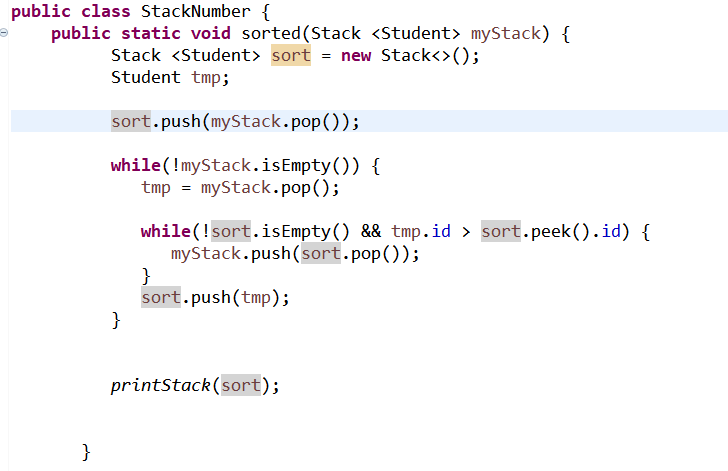 public class StackNumber {
public static void sorted(Stack <Student> myStack) {
Stack <Student> sort = new Stack<>();
Student tmp;
sort.push(myStack.pop());
while(!myStack.isEmpty()) {
tmp = myStack.pop();
while(!sort.isEmpty() && tmp.id > sort.peek().id) {
myStack.push(sort.pop());
}
sort.push(tmp);
}
printStack(sort);
}